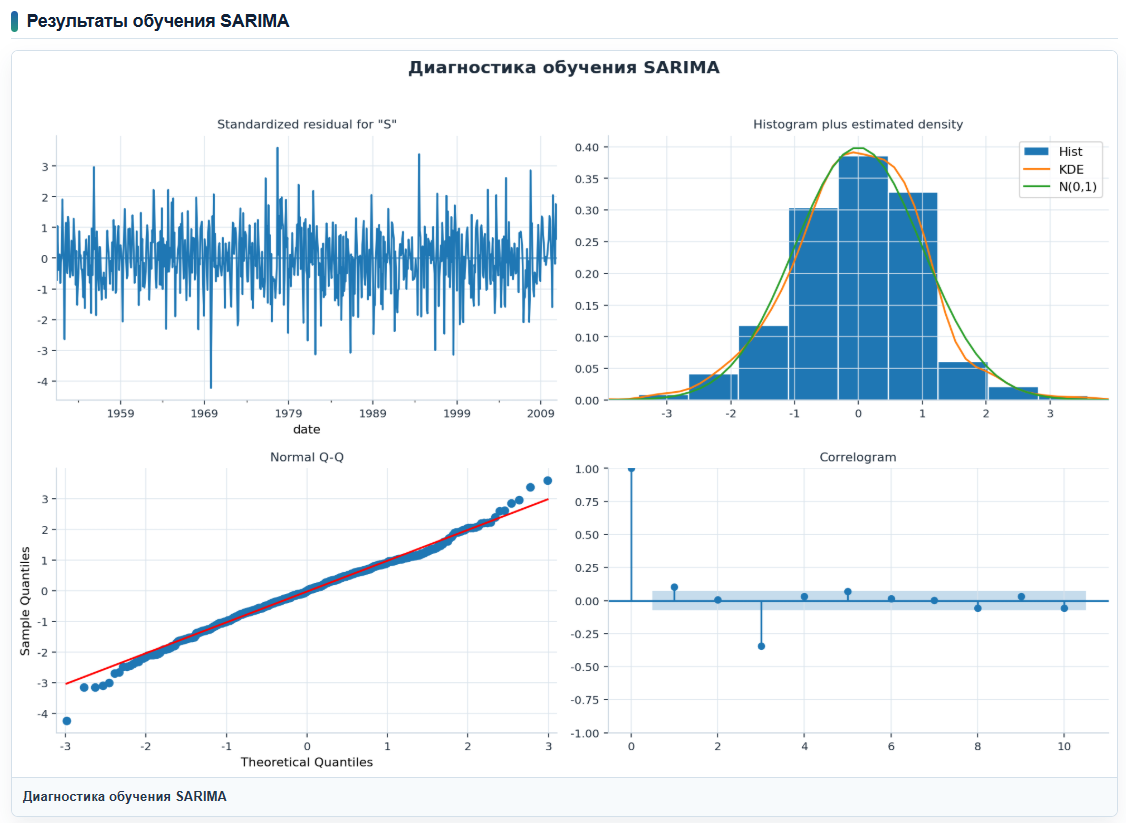 Результаты обучения SARIMA
Диагностика обучения SARIMA
Standardized residual for "S"
3
2
1
0
-1
-2
-3
-4
1959 1969 1979 1989 1999 2009
date
Histogram plus estimated density
0.40
0.35
0.30
0.25
0.20
0.15
0.10
0.05
0.00
-3 -2 -1 0 1 2 3
Hist
KDE
N(0,1)
Normal Q-Q
Sample Quantiles
3
2
1
0
-1
-2
-3
-4
-3 -2 -1 0 1 2 3
Theoretical Quantiles
Correlogram
1.00
0.75
0.50
0.25
0.00
-0.25
-0.50
-0.75
-1.00
0 2 4 6 8 10
Диагностика обучения SARIMA